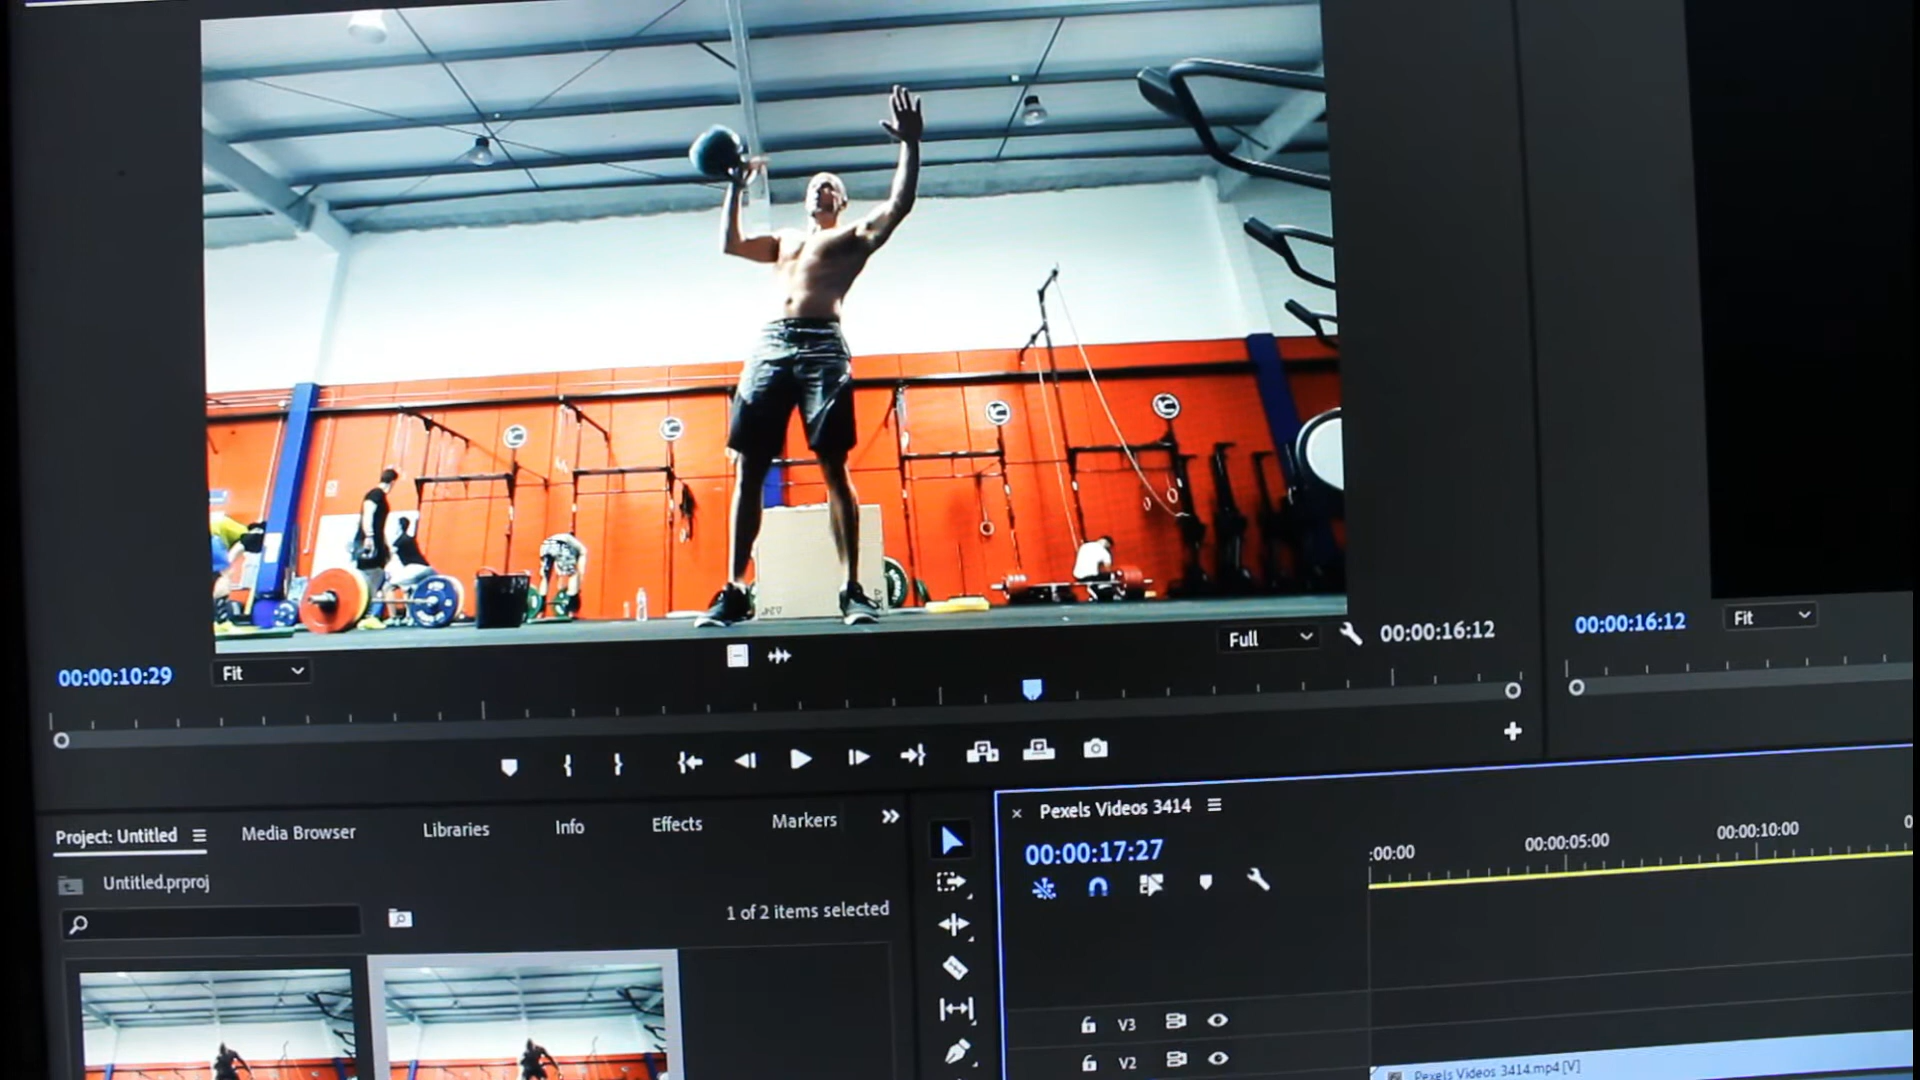 00:00:10:29
Fit
Full
00:00:16:12
00:00:16:12
Fit
Project: Untitled
Media Browser
Libraries
Info
Effects
Markers
Untitled.prproj
1 of 2 items selected
Pexels Videos 3414
00:00:17:27
:00:00
00:00:05:00
00:00:10:00
V3
V2
Pexels Videos 3414.mp4 [V]